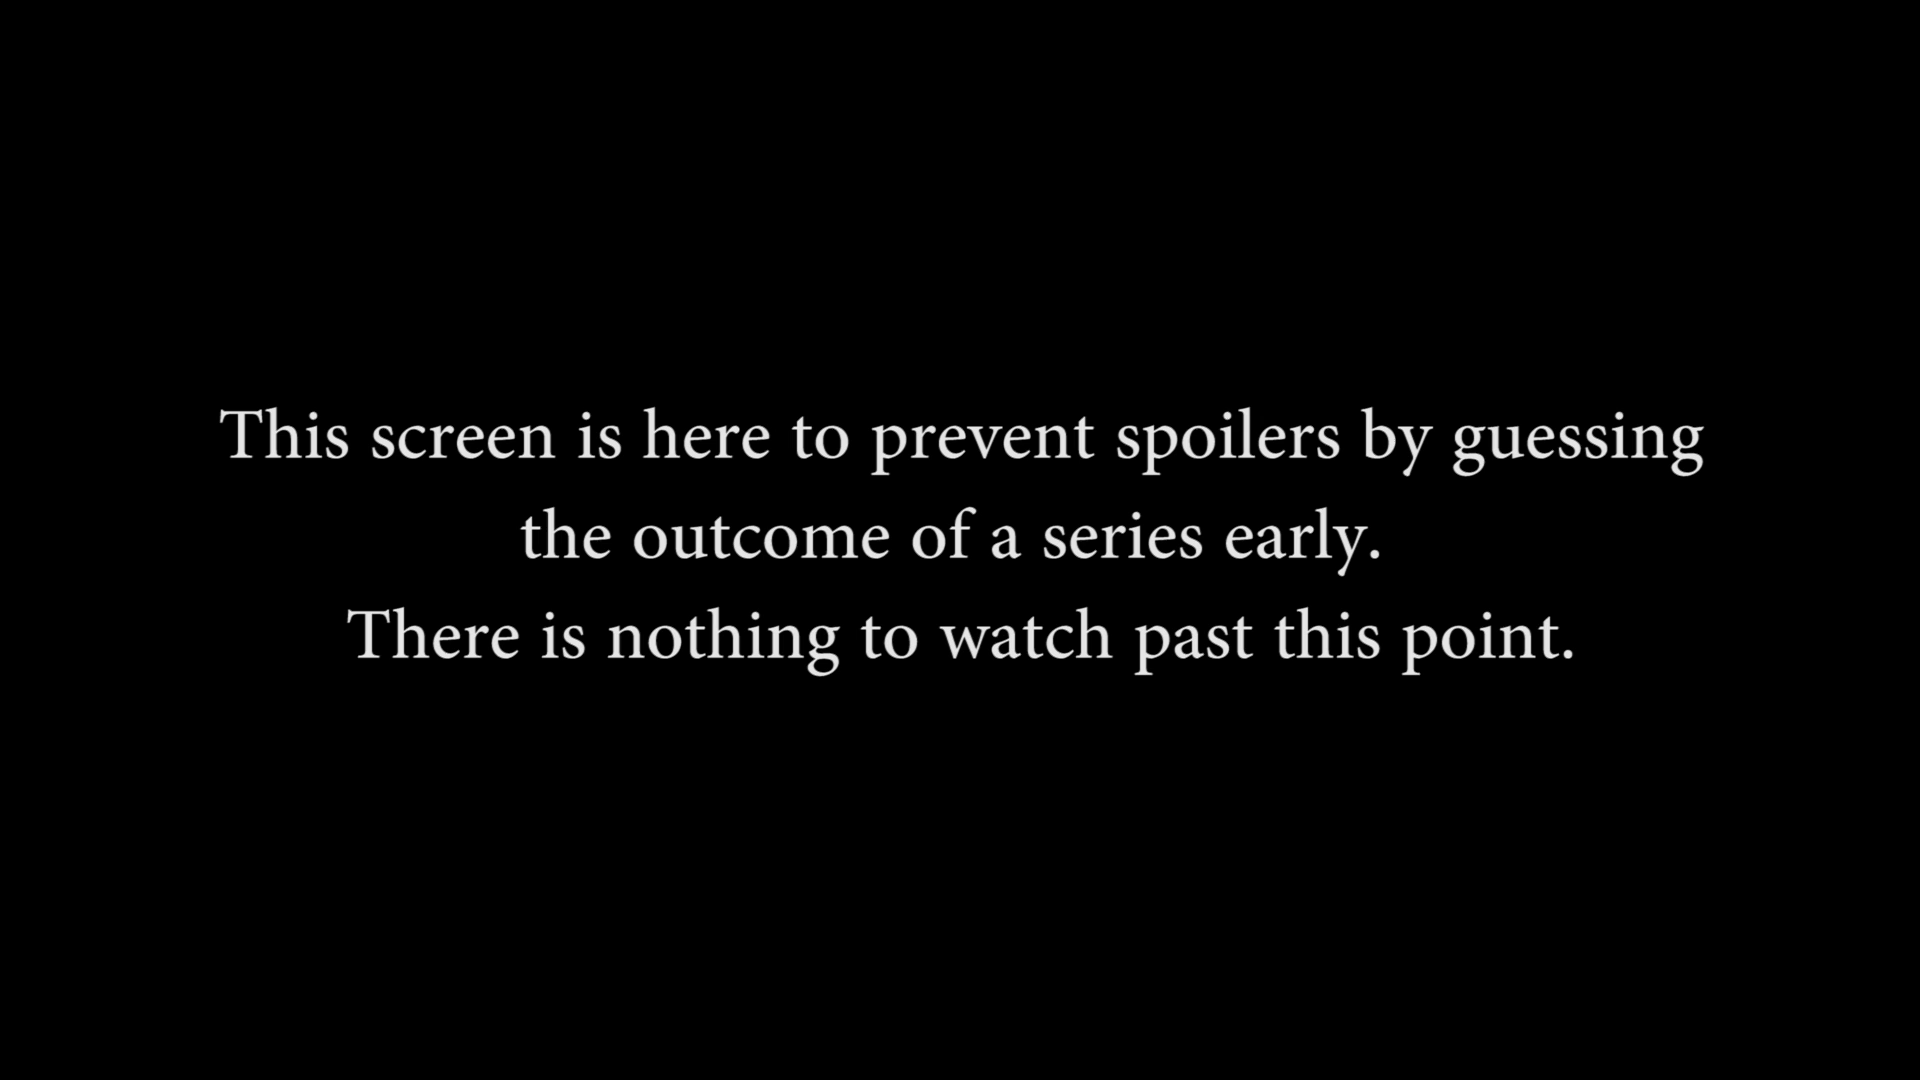 This screen is here to prevent spoilers by guessing
the outcome of a series early.
There is nothing to watch past this point.